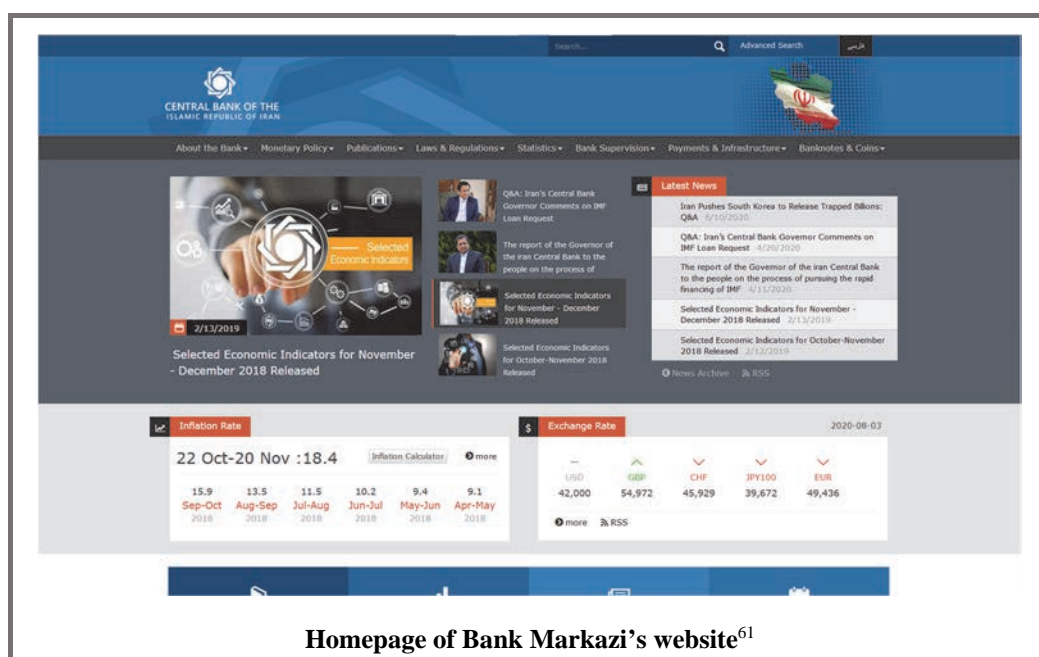 Search...
Advanced Search
فارسی
CENTRAL BANK OF THE
ISLAMIC REPUBLIC OF IRAN
About the Bank
Monetary Policy
Publications
Laws & Regulations
Statistics
Bank Supervision
Payments & Infrastructure
Banknotes & Coins
Selected
Economic Indicators
2/13/2019
Selected Economic Indicators for November
- December 2018 Released
Q&A: Iran's Central Bank
Governor Comments on IMF
Loan Request
The report of the Governor of
the iran Central Bank to the
people on the process of
Selected Economic Indicators
for November - December
2018 Released
Selected Economic Indicators
for October-November 2018
Released
Latest News
Iran Pushes South Korea to Release Trapped Billions:
Q&A 6/10/2020
Q&A: Iran's Central Bank Governor Comments on
IMF Loan Request 4/20/2020
The report of the Governor of the iran Central Bank
to the people on the process of pursuing the rapid
financing of IMF 4/11/2020
Selected Economic Indicators for November -
December 2018 Released 2/13/2019
Selected Economic Indicators for October-November
2018 Released 2/12/2019
News Archive RSS
Inflation Rate
22 Oct-20 Nov :18.4 Inflation Calculator more
15.9 13.5 11.5 10.2 9.4 9.1
Sep-Oct Aug-Sep Jul-Aug Jun-Jul May-Jun Apr-May
2018 2018 2018 2018 2018 2018
$ Exchange Rate
2020-08-03
USD GBP CHF JPY100 EUR
42,000 54,972 45,929 39,672 49,436
more RSS
Homepage of Bank Markazi's website61